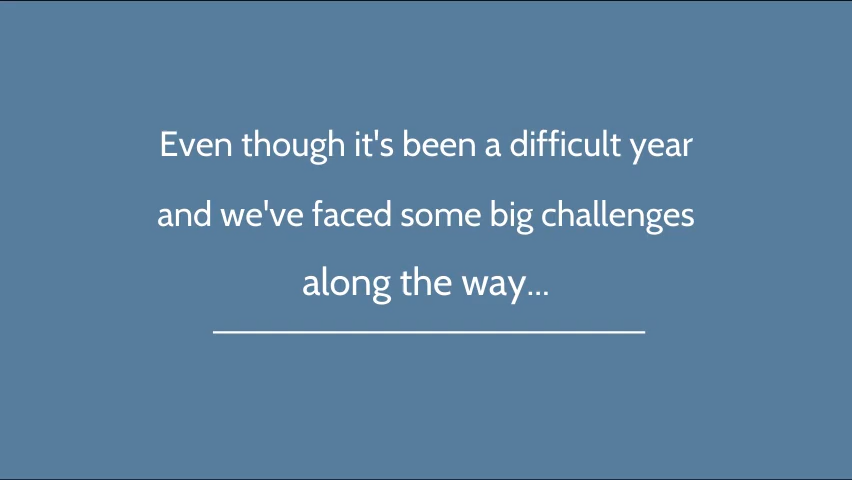 Even though it's been a difficult year
and we've faced some big challenges
along the way...